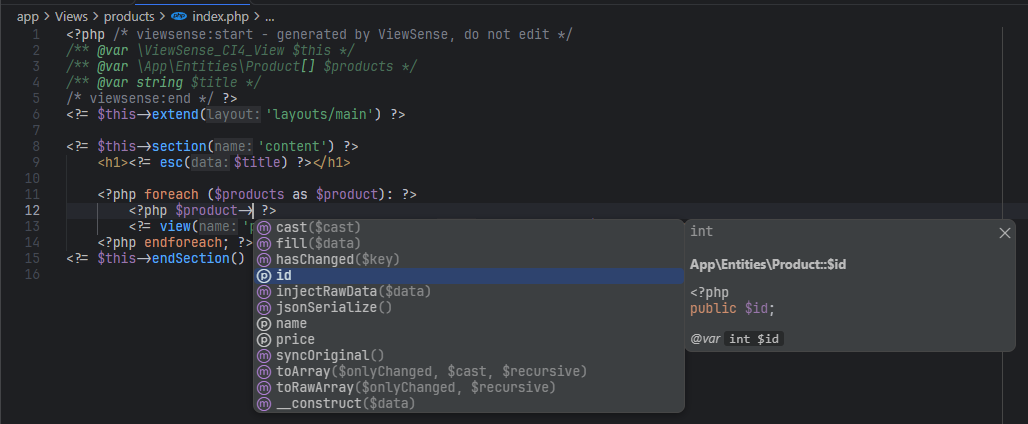 app > Views > products > index.php > ...
1 <?php /* viewsense:start - generated by ViewSense, do not edit */
2 /** @var \ViewSense_CI4_View $this */
3 /** @var \App\Entities\Product[] $products */
4 /** @var string $title */
5 /* viewsense:end */ ?>
6 <?= $this->extend(layout: 'layouts/main') ?>
7
8 <?= $this->section(name: 'content') ?>
9 <h1><?= esc(data: $title) ?></h1>
10
11 <?php foreach ($products as $product): ?>
12 <?php $product-> ?>
13 <?= view(name: 'p
14 <?php endforeach; ?>
15 <?= $this->endSection()
16
cast($cast)
fill($data)
hasChanged($key)
id
injectRawData($data)
jsonSerialize()
name
price
syncOriginal()
toArray($onlyChanged, $cast, $recursive)
toRawArray($onlyChanged, $recursive)
__construct($data)
int
App\Entities\Product::$id
<?php
public $id;
@var int $id